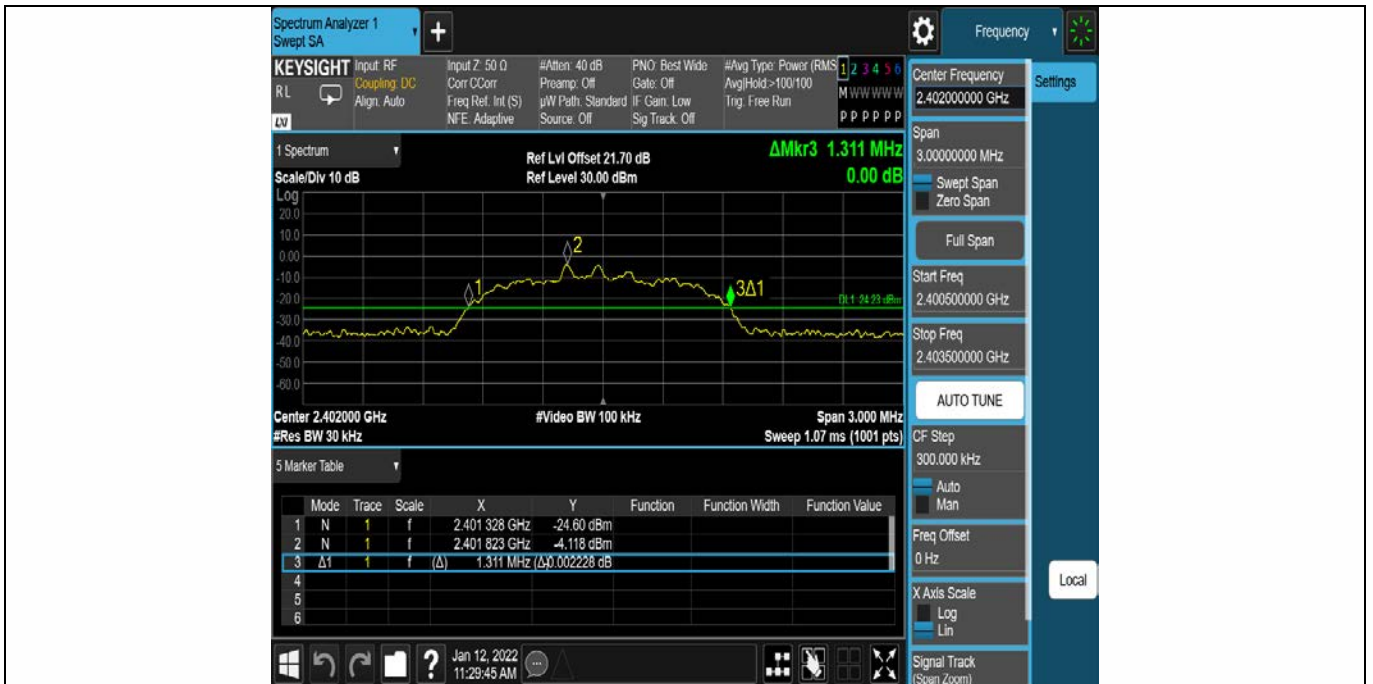 Spectrum Analyzer 1
Swept SA
+
Frequency
KEYSIGHT
RL
LXI
Input: RF
Coupling: DC
Align: Auto
Input Z: 50 Ω
Corr CCorr
Freq Ref: Int (S)
NFE: Adaptive
#Atten: 40 dB
Preamp: Off
µW Path: Standard
Source: Off
PNO: Best Wide
Gate: Off
IF Gain: Low
Sig Track: Off
#Avg Type: Power (RMS
Avg|Hold:>100/100
Trig: Free Run
1 2 3 4 5 6
M W W W W W
P P P P P P
1 Spectrum
Scale/Div 10 dB
Ref Lvl Offset 21.70 dB
Ref Level 30.00 dBm
ΔMkr3 1.311 MHz
0.00 dB
Log
20.0
10.0
0.00
-10.0
-20.0
-30.0
-40.0
-50.0
-60.0
1
2
3Δ1
DL1 -24.23 dBm
Center 2.402000 GHz
#Video BW 100 kHz
Span 3.000 MHz
#Res BW 30 kHz
Sweep 1.07 ms (1001 pts)
5 Marker Table
Mode Trace Scale X Y Function Function Width Function Value
1 N 1 f 2.401 328 GHz -24.60 dBm
2 N 1 f 2.401 823 GHz -4.118 dBm
3 Δ1 1 f (Δ) 1.311 MHz (Δ) 0.002228 dB
4
5
6
?
Jan 12, 2022
11:29:45 AM
Center Frequency
2.402000000 GHz
Settings
Span
3.00000000 MHz
Swept Span
Zero Span
Full Span
Start Freq
2.400500000 GHz
Stop Freq
2.403500000 GHz
AUTO TUNE
CF Step
300.000 kHz
Auto
Man
Freq Offset
0 Hz
X Axis Scale
Log
Lin
Signal Track
(Span Zoom)
Local